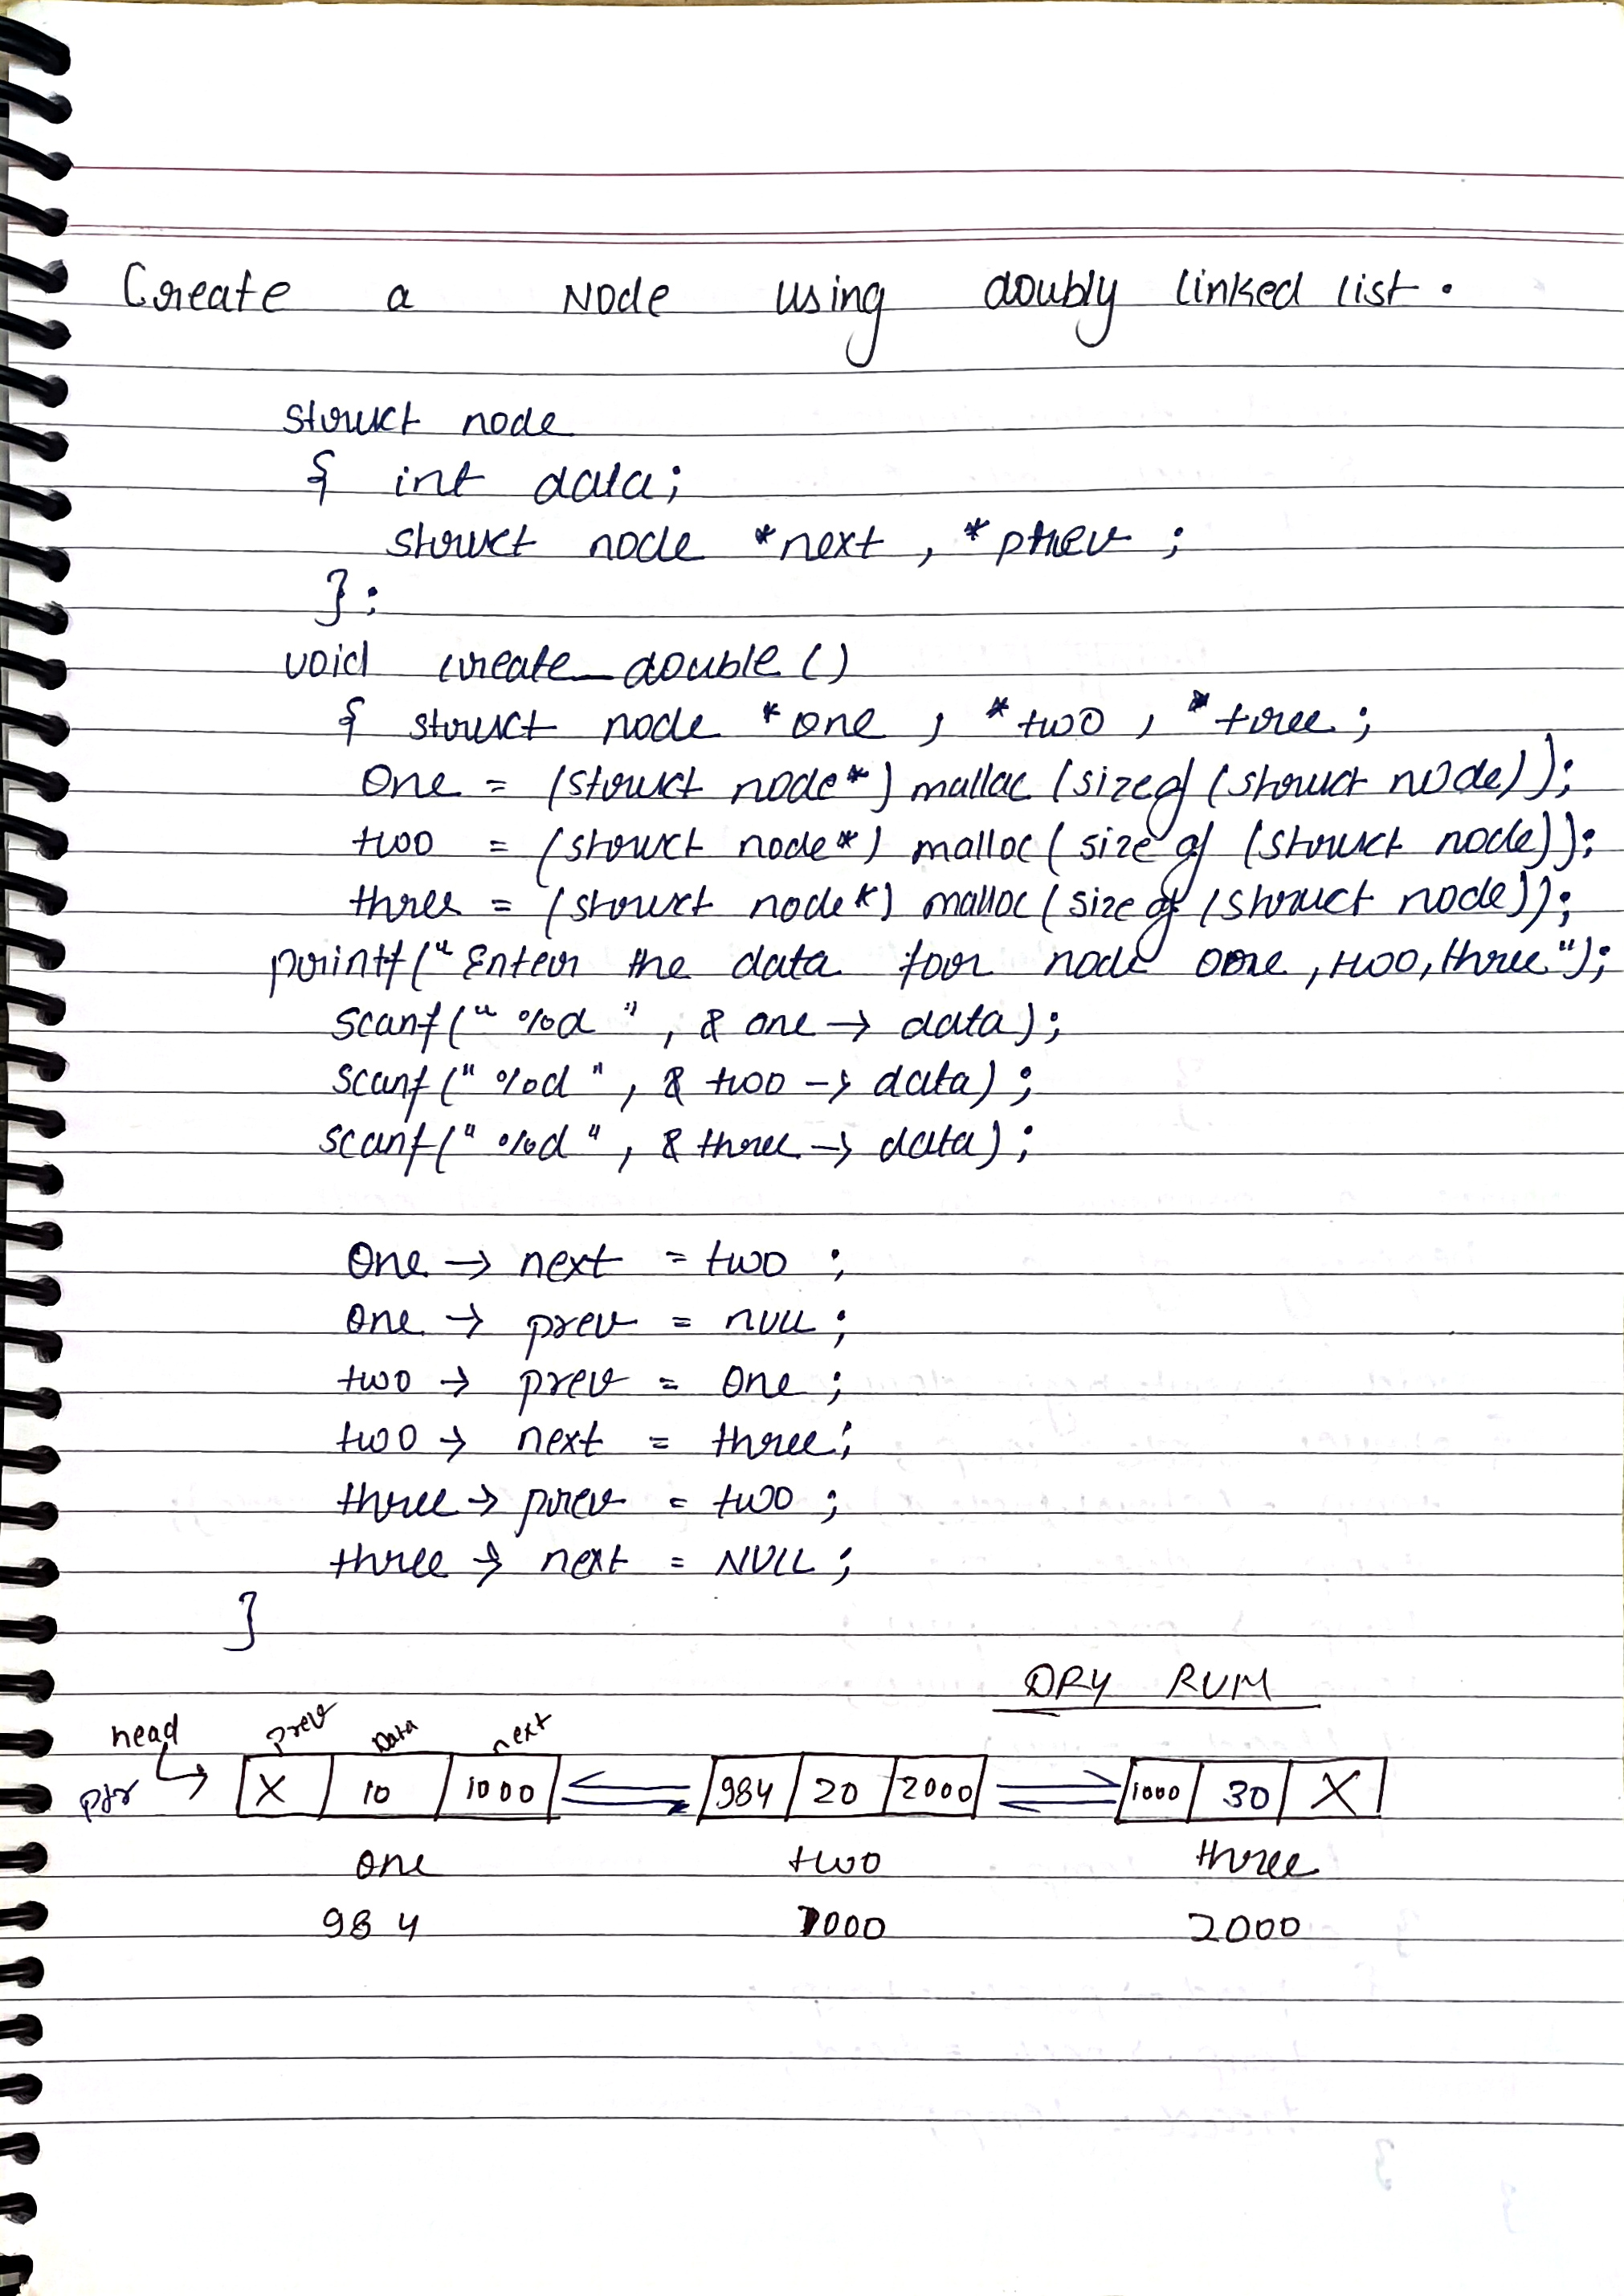 Create a Node using doubly linked list.
struct node
{ int data;
struct node *next, *prev;
};
void create_double()
{ struct node *one, *two, *tree;
One = (struct node*) mallac (sizeof (struct node));
two = (struct node*) malloc (size of (struct node));
three = (struct node*) malloc (size of (struct node));
printf("Enter the data for node one, two, three");
scanf("%d", & one → data);
scanf("%d", & two → data);
scanf("%d", & three → data);
One → next = two ;
One → prev = null;
two → prev = One ;
two → next = three;
three → prev = two ;
three → next = NULL ;
}
DRY RUM
head prev Data next
ptr X 10 1000 984 20 2000 1000 30 X
one two three
984 1000 2000